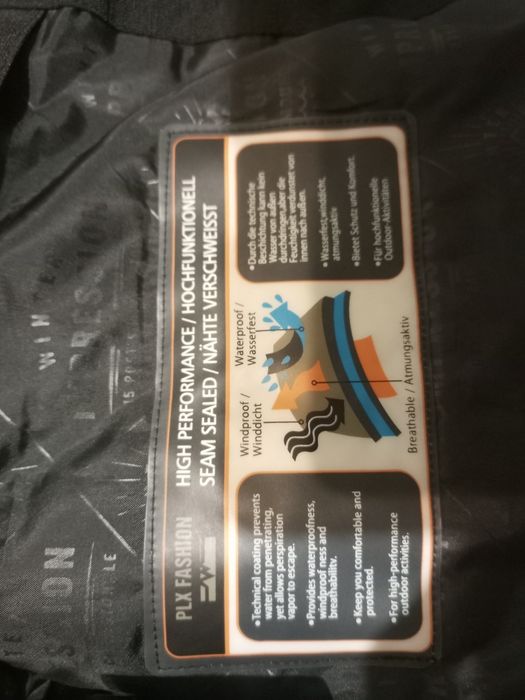 PLX FASHION
HIGH PERFORMANCE / HOCHFUNKTIONELL
SEAM SEALED / NÄHTE VERSCHWEISST
•Technical coating prevents
water from penetrating,
yet allows perspiration
vapor to escape.
•Provides waterproofness,
windproof ness and
breathability.
•Keep you comfortable and
protected.
•For high-performance
outdoor activities.
Windproof /
Winddicht
Waterproof /
Wasserfest
Breathable / Atmungsaktiv
•Durch die technische
Beschichtung kann kein
Wasser von außen
durchdringen,aber die
Feuchtigkeit verdunstet von
innen nach außen.
•Wasserfest,winddicht,
atmungsaktiv
•Bietet Schutz und Komfort.
•Für hochfunktionelle
Outdoor-Aktivitäten